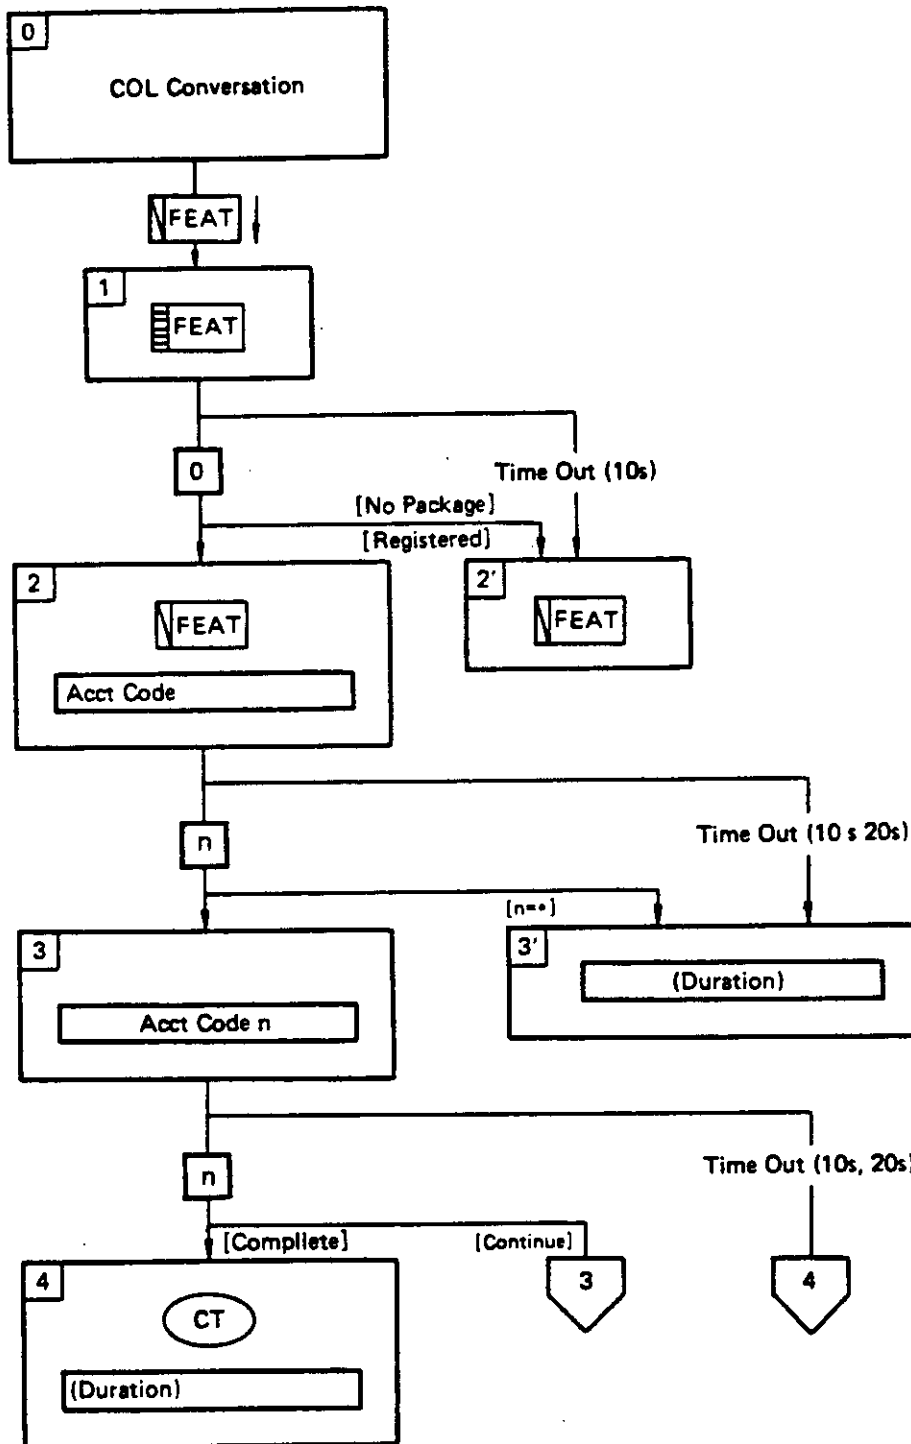 0
COL Conversation
FEAT
1
FEAT
0
Time Out (10s)
[No Package]
[Registered]
2
FEAT
Acct Code
2'
FEAT
n
Time Out (10 s 20s)
[n=*]
3
Acct Code n
3'
(Duration)
n
Time Out (10s, 20s)
[Compllete]
[Continue]
3
4
4
CT
(Duration)